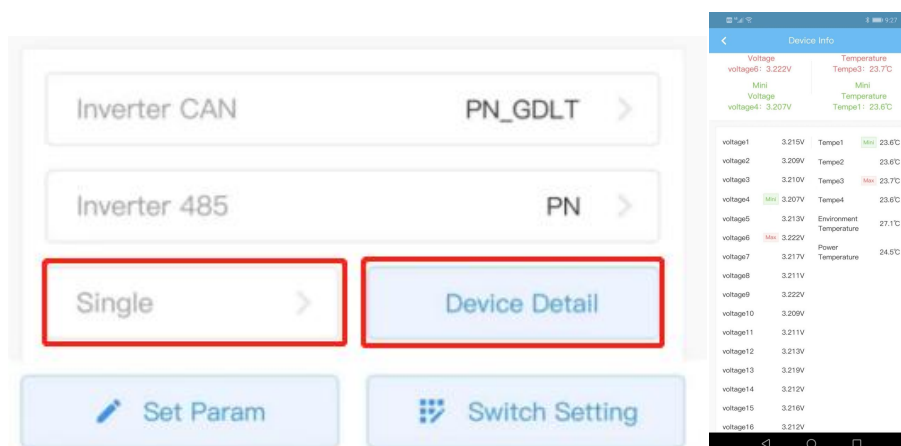 Inverter CAN PN_GDLT
Inverter 485 PN
Single Device Detail
Set Param Switch Setting
9:27
Device Info
Voltage Temperature
voltage6: 3.222V Tempe3: 23.7℃
Mini Mini
Voltage Temperature
voltage4: 3.207V Tempe1: 23.6℃
voltage1 3.215V Tempe1 Mini 23.6℃
voltage2 3.209V Tempe2 23.6℃
voltage3 3.210V Tempe3 Max 23.7℃
voltage4 Mini 3.207V Tempe4 23.6℃
voltage5 3.213V Environment Temperature 27.1℃
voltage6 Max 3.222V
voltage7 3.217V Power Temperature 24.5℃
voltage8 3.211V
voltage9 3.222V
voltage10 3.209V
voltage11 3.211V
voltage12 3.213V
voltage13 3.219V
voltage14 3.212V
voltage15 3.216V
voltage16 3.212V